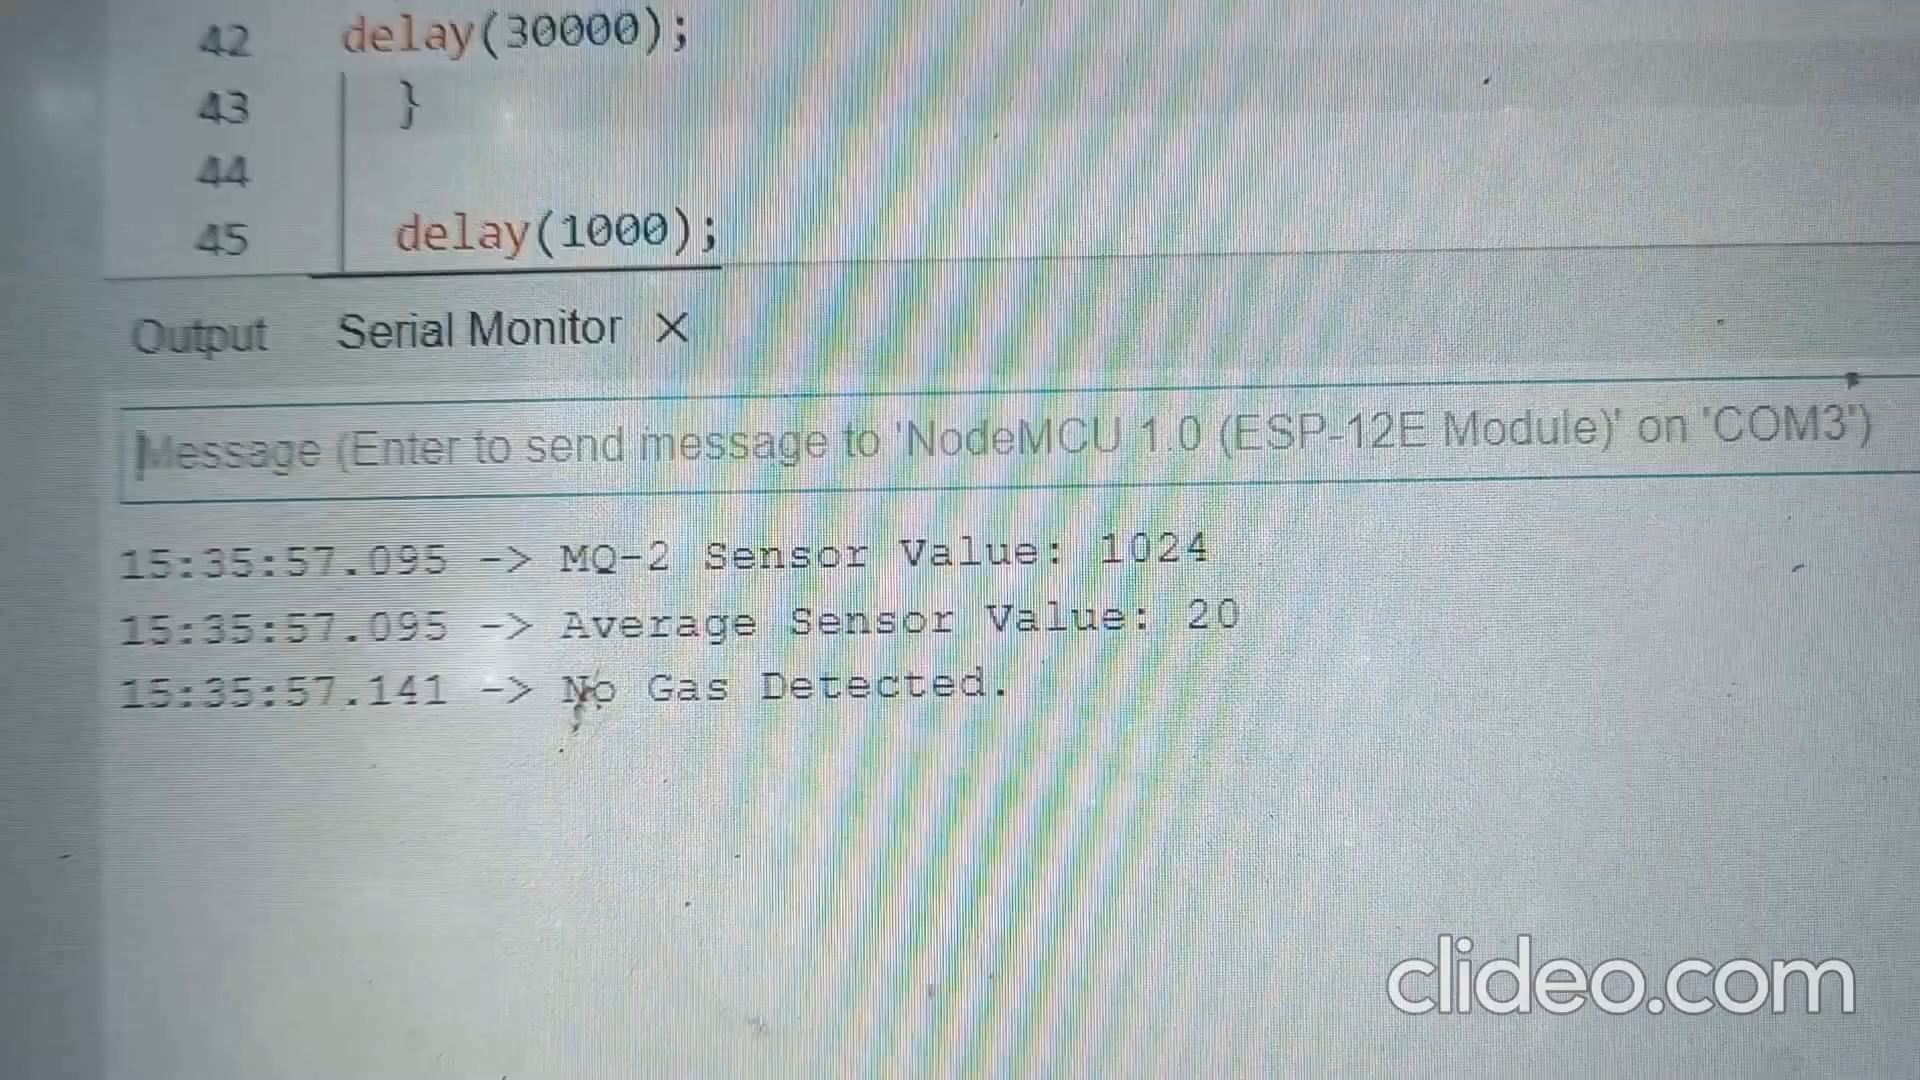 42 delay(30000);
43 }
44
45 delay(1000);
Output Serial Monitor X
Message (Enter to send message to 'NodeMCU 1.0 (ESP-12E Module)' on 'COM3')
15:35:57.095 -> MQ-2 Sensor Value: 1024
15:35:57.095 -> Average Sensor Value: 20
15:35:57.141 -> No Gas Detected.
clideo.com